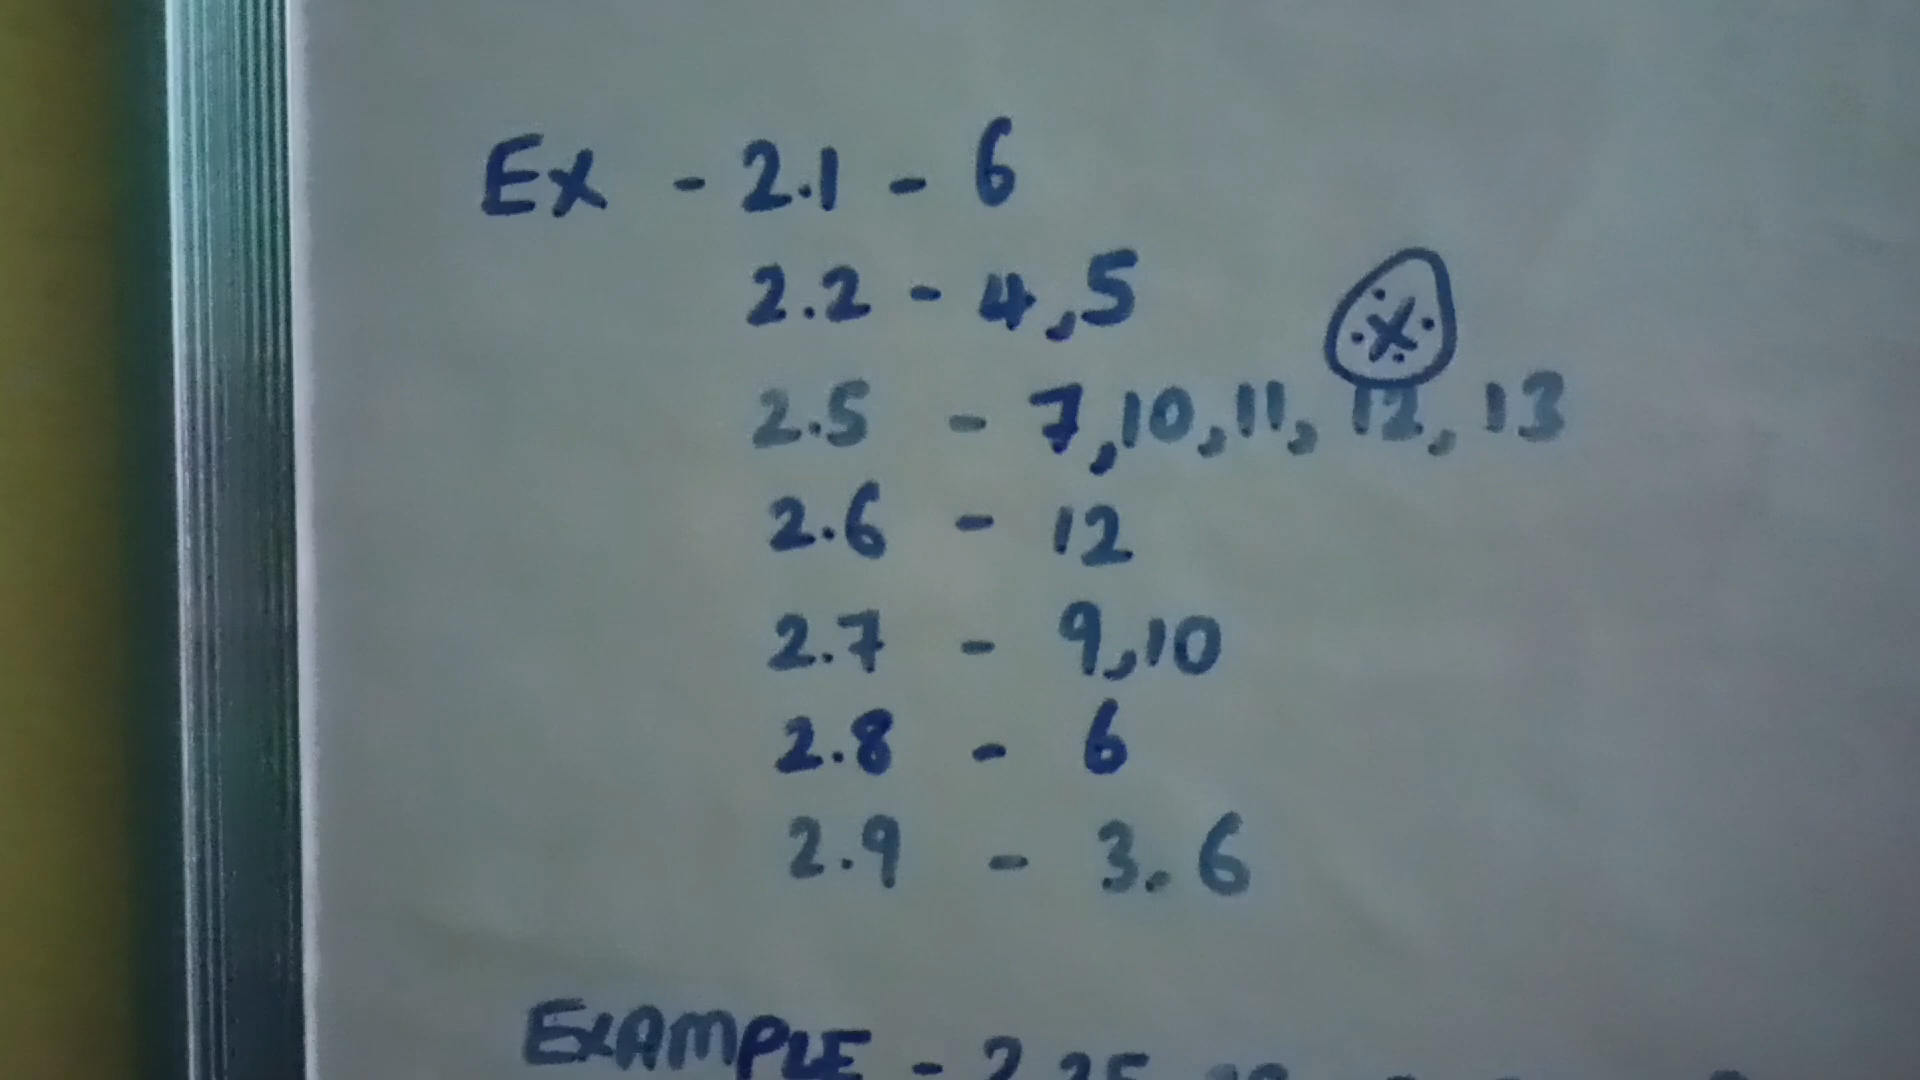 Ex - 2.1 - 6
2.2 - 4,5
x
2.5 - 7,10,11, 12, 13
2.6 - 12
2.7 - 9,10
2.8 - 6
2.9 - 3.6
EXAMPLE -